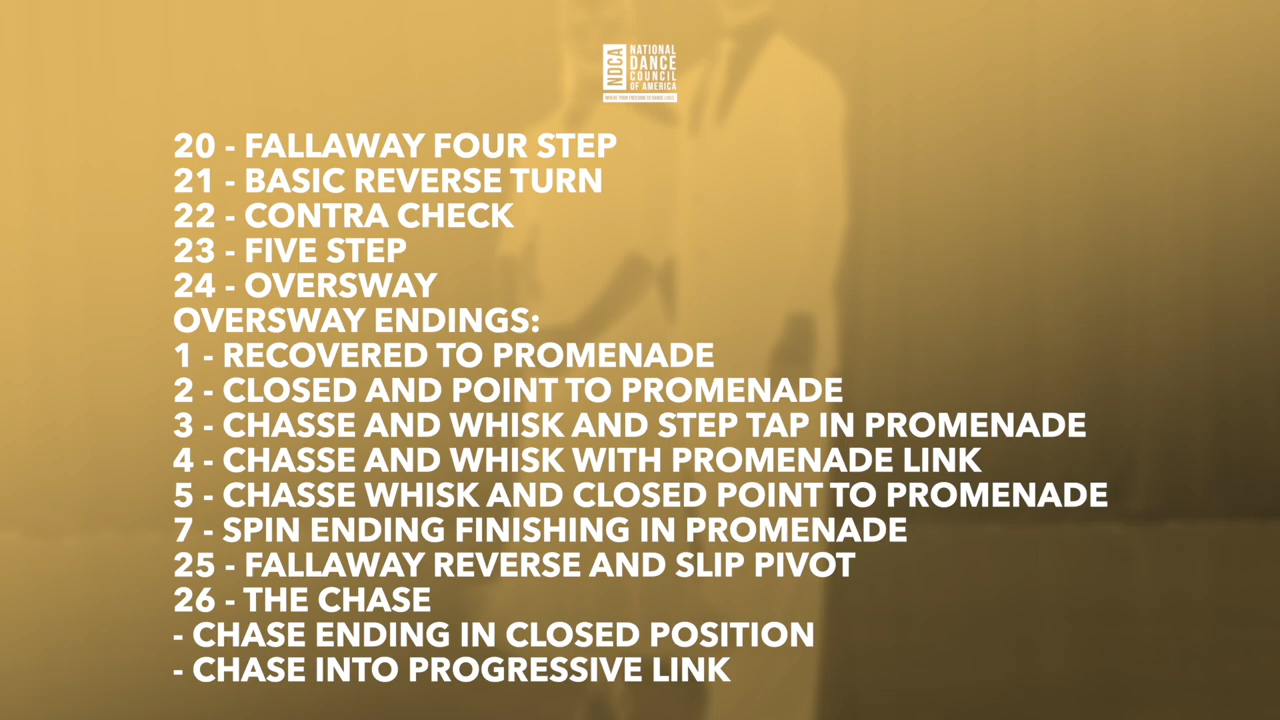 NDCA
NATIONAL
DANCE
COUNCIL
OF AMERICA
20 - FALLAWAY FOUR STEP
21 - BASIC REVERSE TURN
22 - CONTRA CHECK
23 - FIVE STEP
24 - OVERSWAY
OVERSWAY ENDINGS:
1 - RECOVERED TO PROMENADE
2 - CLOSED AND POINT TO PROMENADE
3 - CHASSE AND WHISK AND STEP TAP IN PROMENADE
4 - CHASSE AND WHISK WITH PROMENADE LINK
5 - CHASSE WHISK AND CLOSED POINT TO PROMENADE
7 - SPIN ENDING FINISHING IN PROMENADE
25 - FALLAWAY REVERSE AND SLIP PIVOT
26 - THE CHASE
- CHASE ENDING IN CLOSED POSITION
- CHASE INTO PROGRESSIVE LINK